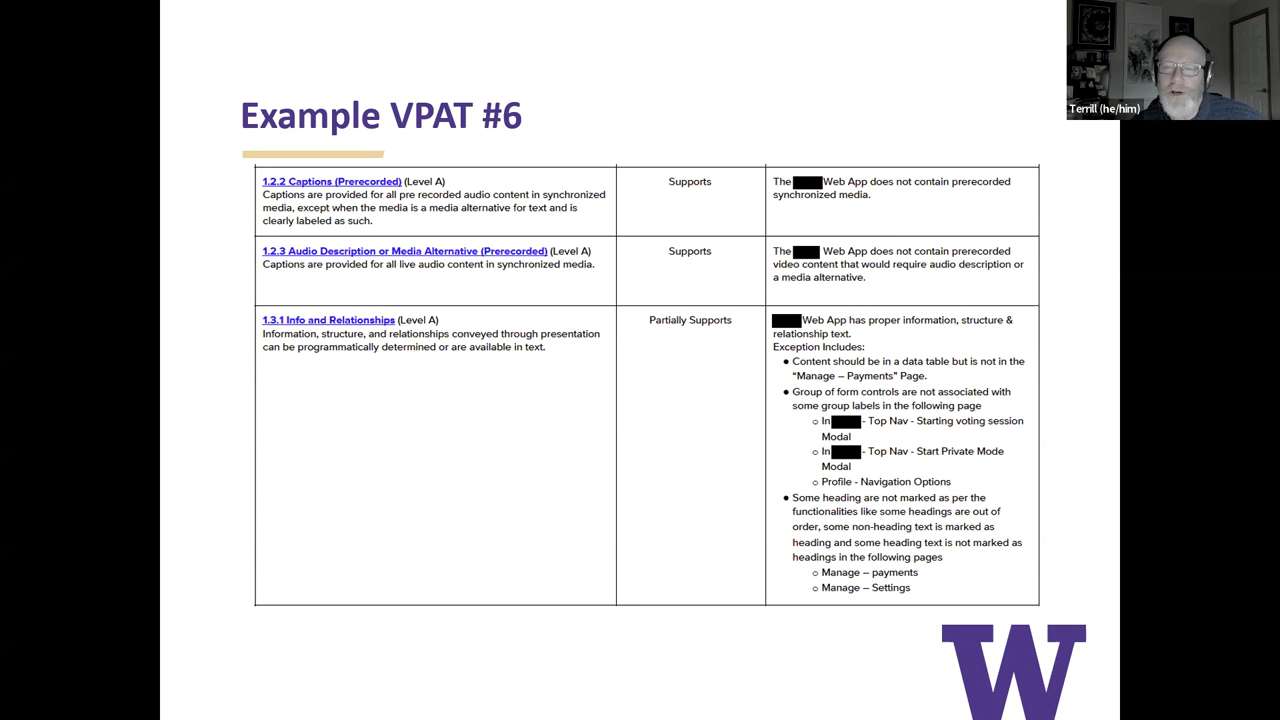 Example VPAT #6
Terrill (he/him)
1.2.2 Captions (Prerecorded) (Level A)
Captions are provided for all pre recorded audio content in synchronized
media, except when the media is a media alternative for text and is
clearly labeled as such.
Supports
The Web App does not contain prerecorded
synchronized media.
1.2.3 Audio Description or Media Alternative (Prerecorded) (Level A)
Captions are provided for all live audio content in synchronized media.
Supports
The Web App does not contain prerecorded
video content that would require audio description or
a media alternative.
1.3.1 Info and Relationships (Level A)
Information, structure, and relationships conveyed through presentation
can be programmatically determined or are available in text.
Partially Supports
Web App has proper information, structure &
relationship text.
Exception Includes:
● Content should be in a data table but is not in the
“Manage – Payments” Page.
● Group of form controls are not associated with
some group labels in the following page
o In - Top Nav - Starting voting session
Modal
o In - Top Nav - Start Private Mode
Modal
o Profile - Navigation Options
● Some heading are not marked as per the
functionalities like some headings are out of
order, some non-heading text is marked as
heading and some heading text is not marked as
headings in the following pages
o Manage – payments
o Manage – Settings
W